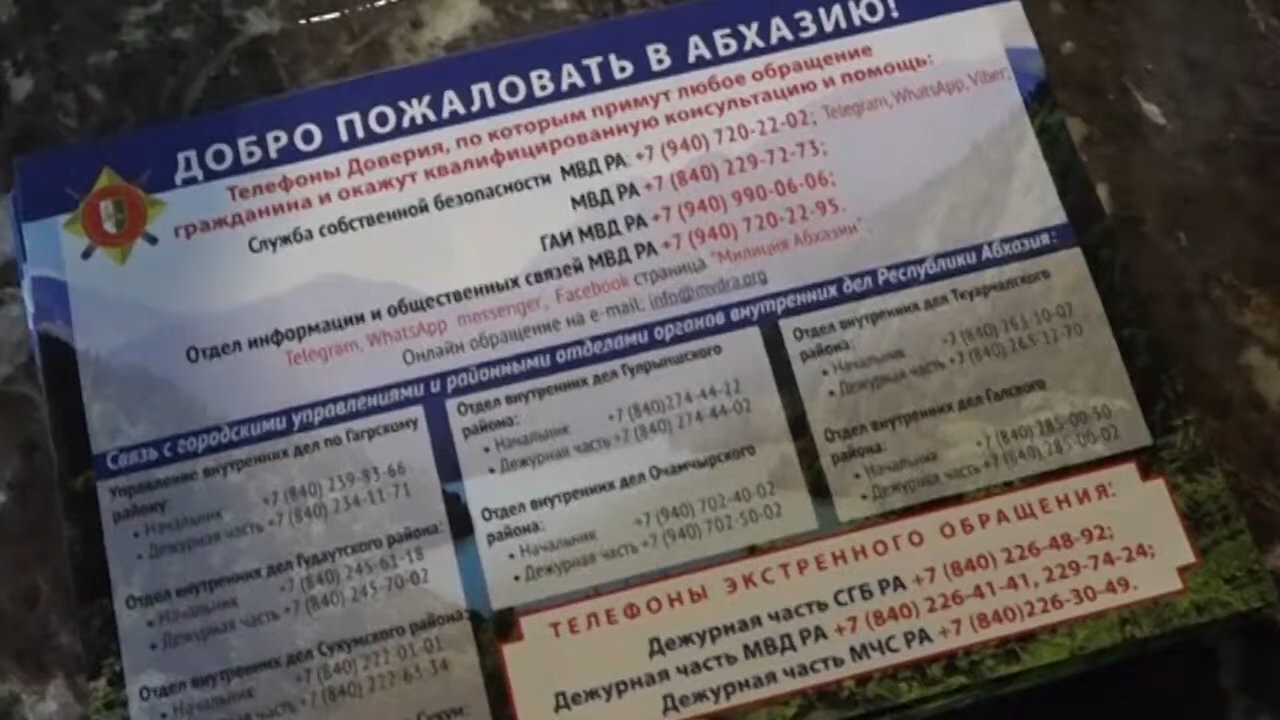 ДОБРО ПОЖАЛОВАТЬ В АБХАЗИЮ!
Телефоны Доверия, по которым примут любое обращение
гражданина и окажут квалифицированную консультацию и помощь:
Служба собственной безопасности МВД РА: +7 (940) 720-22-02; Telegram, WhatsApp, Viber;
МВД РА +7 (840) 229-72-73;
ГАИ МВД РА +7 (940) 990-06-06;
Отдел информации и общественных связей МВД РА +7 (940) 720-22-95.
Telegram, WhatsApp messenger, Facebook страница "Милиция Абхазии".
Онлайн обращение на e-mail: info@mvdra.org
Связь с городскими управлениями и районными отделами органов внутренних дел Республики Абхазия:
Управление внутренних дел по Гагрскому
району
• Начальник +7 (840) 239-83-66
• Дежурная часть +7 (840) 234-11-71
Отдел внутренних дел Гудаутского района:
• Начальник +7 (840) 245-61-18
• Дежурная часть +7 (840) 245-70-02
Отдел внутренних дел Сухумского района:
• Начальник +7 (840) 222-01-01
• Дежурная часть +7 (840) 222-63-34
Отдел внутренних дел Гулрыпшского
района:
• Начальник +7 (840)274-44-22
• Дежурная часть +7 (840) 274-44-02
Отдел внутренних дел Очамчырского
района:
• Начальник +7 (940) 702-40-02
• Дежурная часть +7 (940) 702-50-02
Отдел внутренних дел Ткуарчалского
района:
• Начальник +7 (840) 263-30-07
• Дежурная часть +7 (840) 263-32-70
Отдел внутренних дел Галского
района:
• Начальник +7 (840) 285-00-50
• Дежурная часть +7 (840) 285-00-02
ТЕЛЕФОНЫ ЭКСТРЕННОГО ОБРАЩЕНИЯ:
Дежурная часть СГБ РА +7 (840) 226-48-92;
Дежурная часть МВД РА +7 (840) 226-41-41, 229-74-24;
Дежурная часть МЧС РА +7 (840)226-30-49.